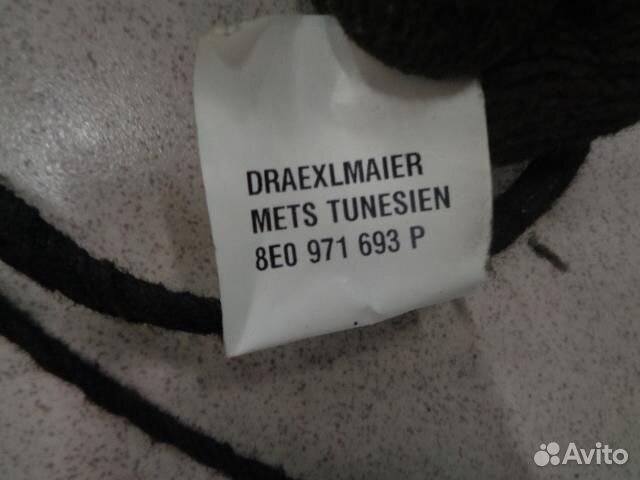 DRAEXLMAIER
METS TUNESIEN
8E0 971 693 P
Avito